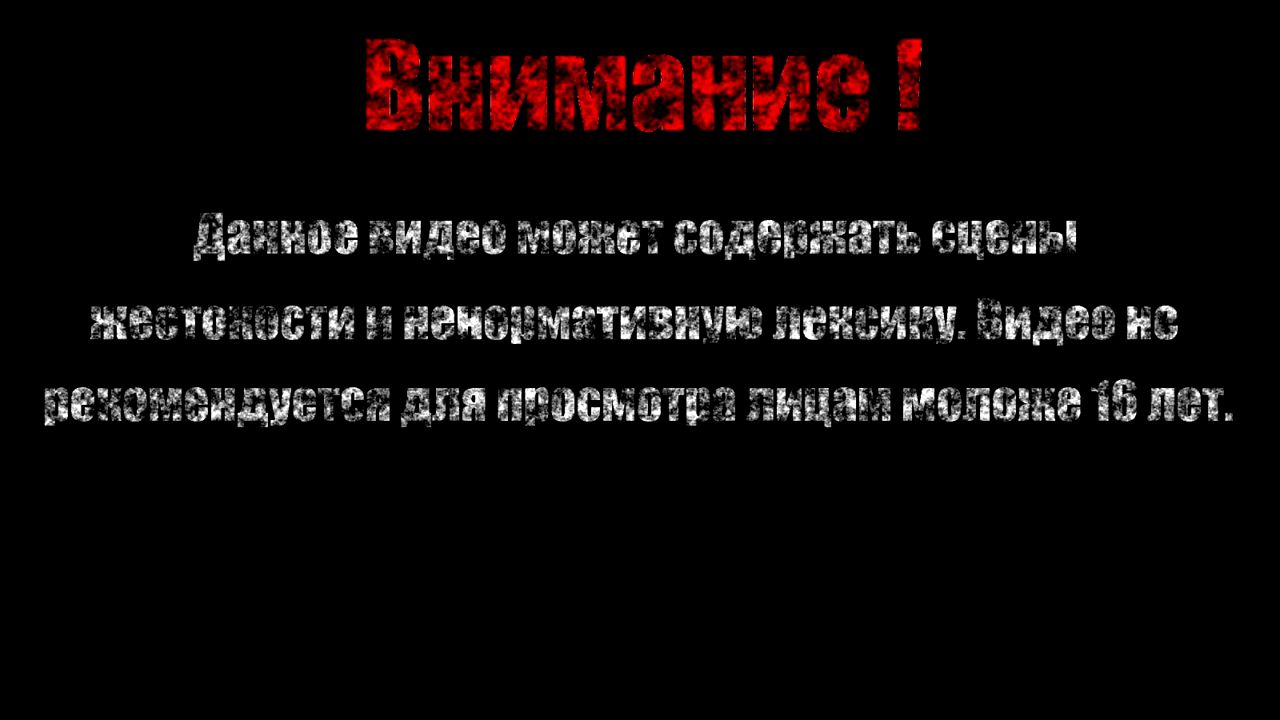 Внимание !
Данное видео может содержать сцены
жестокости и ненормативную лексику. Видео не
рекомендуется для просмотра лицам моложе 16 лет.